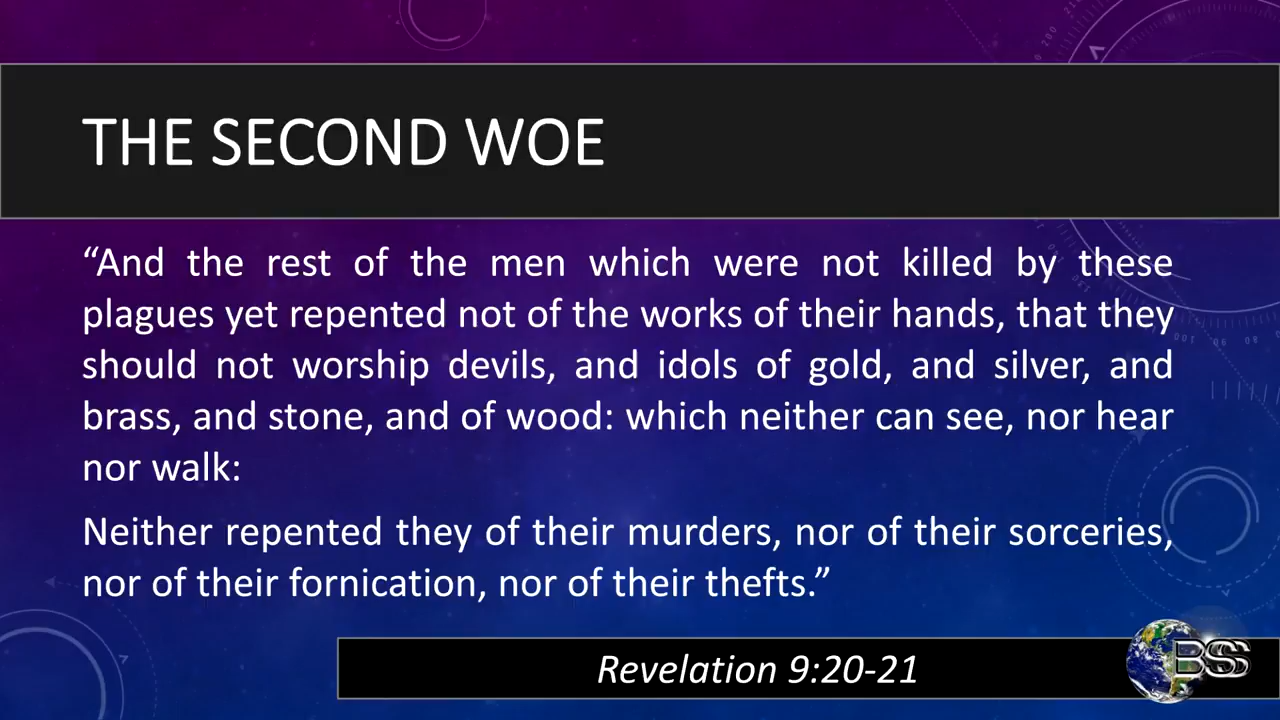 THE SECOND WOE
“And the rest of the men which were not killed by these
plagues yet repented not of the works of their hands, that they
should not worship devils, and idols of gold, and silver, and
brass, and stone, and of wood: which neither can see, nor hear
nor walk:
Neither repented they of their murders, nor of their sorceries,
nor of their fornication, nor of their thefts.”
Revelation 9:20-21
BSS